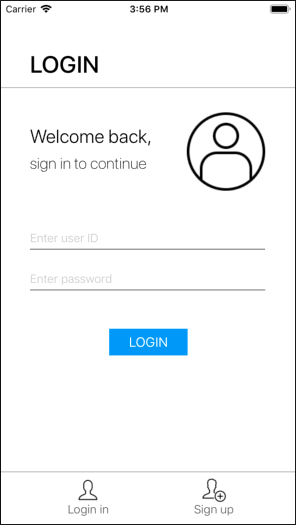 Carrier 3:56 PM
LOGIN
Welcome back,
sign in to continue
Enter user ID
Enter password
LOGIN
Login in Sign up